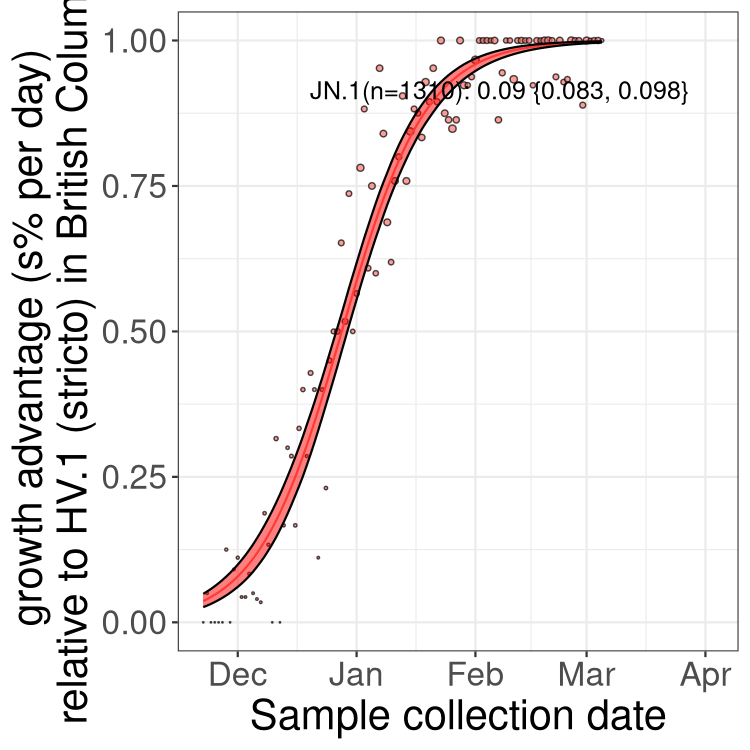 growth advantage (s% per day)
relative to HV.1 (stricto) in British Colum
1.00
0.75
0.50
0.25
0.00
JN.1(n=1310): 0.09 {0.083, 0.098}
Dec Jan Feb Mar Apr
Sample collection date